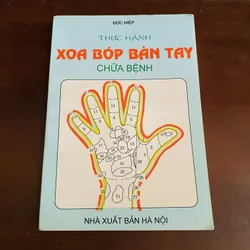 ĐỨC HIỆP
THỰC HÀNH
XOA BÓP BÀN TAY
CHỮA BỆNH
NHÀ XUẤT BẢN HÀ NỘI